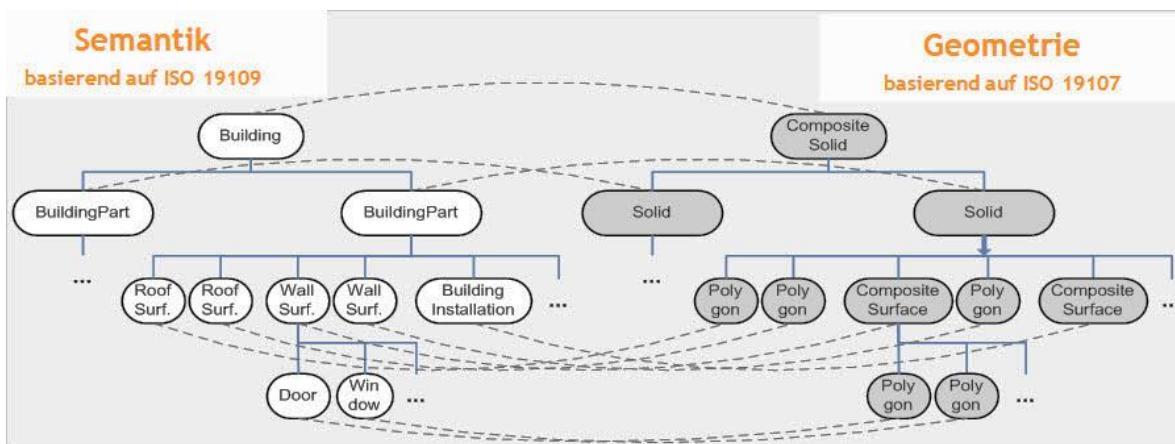 Semantik
basierend auf ISO 19109
Geometrie
basierend auf ISO 19107
Building
Composite
Solid
BuildingPart
BuildingPart
Solid
Solid
...
...
Roof
Surf.
Roof
Surf.
Wall
Surf.
Wall
Surf.
Building
Installation
...
Poly
gon
Poly
gon
Composite
Surface
Poly
gon
Composite
Surface
...
Door
Win
dow
...
Poly
gon
Poly
gon
...